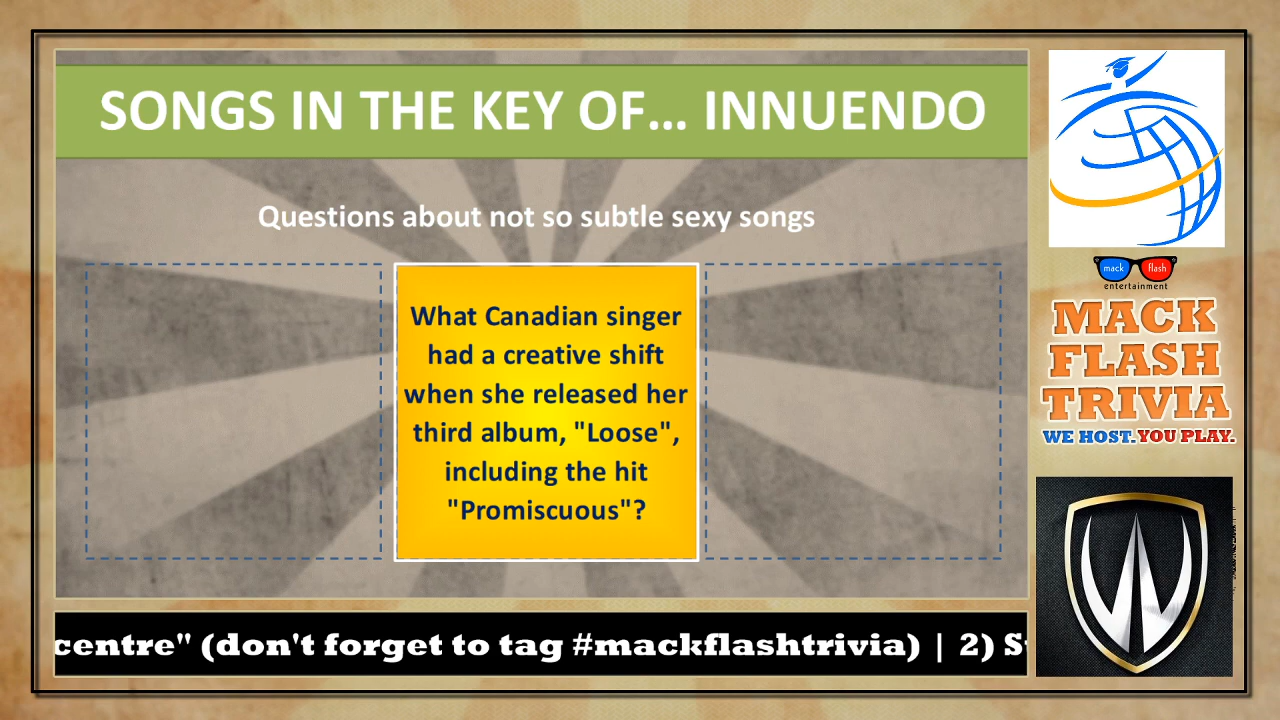 SONGS IN THE KEY OF... INNUENDO
Questions about not so subtle sexy songs
What Canadian singer
had a creative shift
when she released her
third album, "Loose",
including the hit
"Promiscuous"?
mack flash
entertainment
MACK
FLASH
TRIVIA
WE HOST. YOU PLAY.
W
centre" (don't forget to tag #mackflashtrivia) | 2)